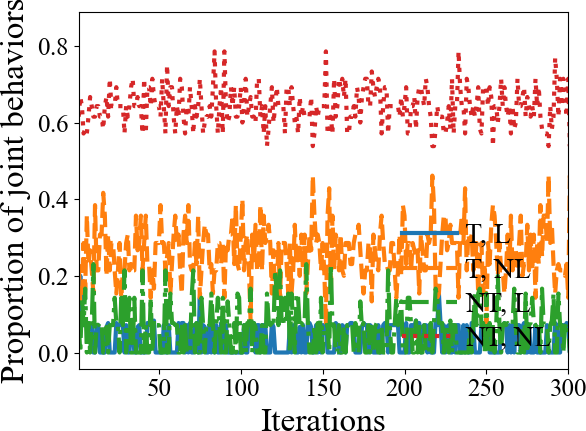 Proportion of joint behaviors
0.8
0.6
0.4
0.2
0.0
T, L
T, NL
NT, L
NT, NL
50
100
150
200
250
300
Iterations